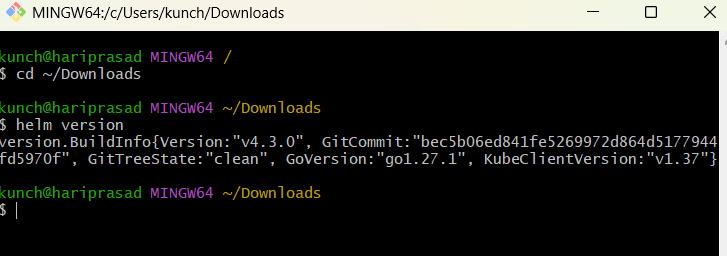 MINGW64:/c/Users/kunch/Downloads
kunch@hariprasad MINGW64 /
$ cd ~/Downloads
kunch@hariprasad MINGW64 ~/Downloads
$ helm version
version.BuildInfo{Version:"v4.3.0", GitCommit:"bec5b06ed841fe5269972d864d5177944
fd5970f", GitTreeState:"clean", GoVersion:"go1.27.1", KubeClientVersion:"v1.37"}
kunch@hariprasad MINGW64 ~/Downloads
$